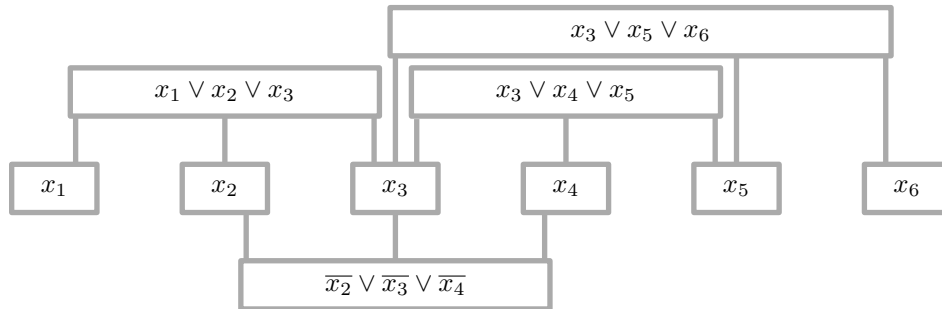 x₃ ∨ x₅ ∨ x₆
x₁ ∨ x₂ ∨ x₃
x₃ ∨ x₄ ∨ x₅
x₁
x₂
x₃
x₄
x₅
x₆
x̅₂ ∨ x̅₃ ∨ x̅₄